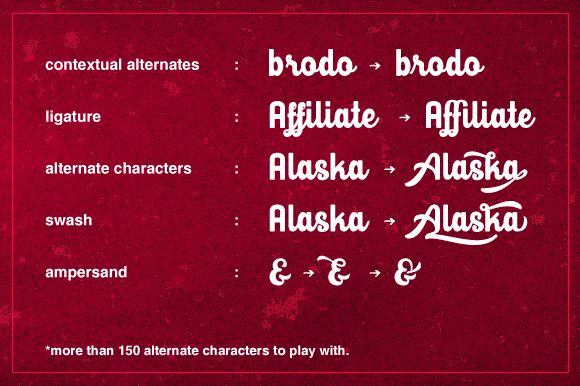 contextual alternates : brodo → brodo
ligature : Affiliate → Affiliate
alternate characters : Alaska → Alaska
swash : Alaska → Alaska
ampersand : & → & → &
*more than 150 alternate characters to play with.